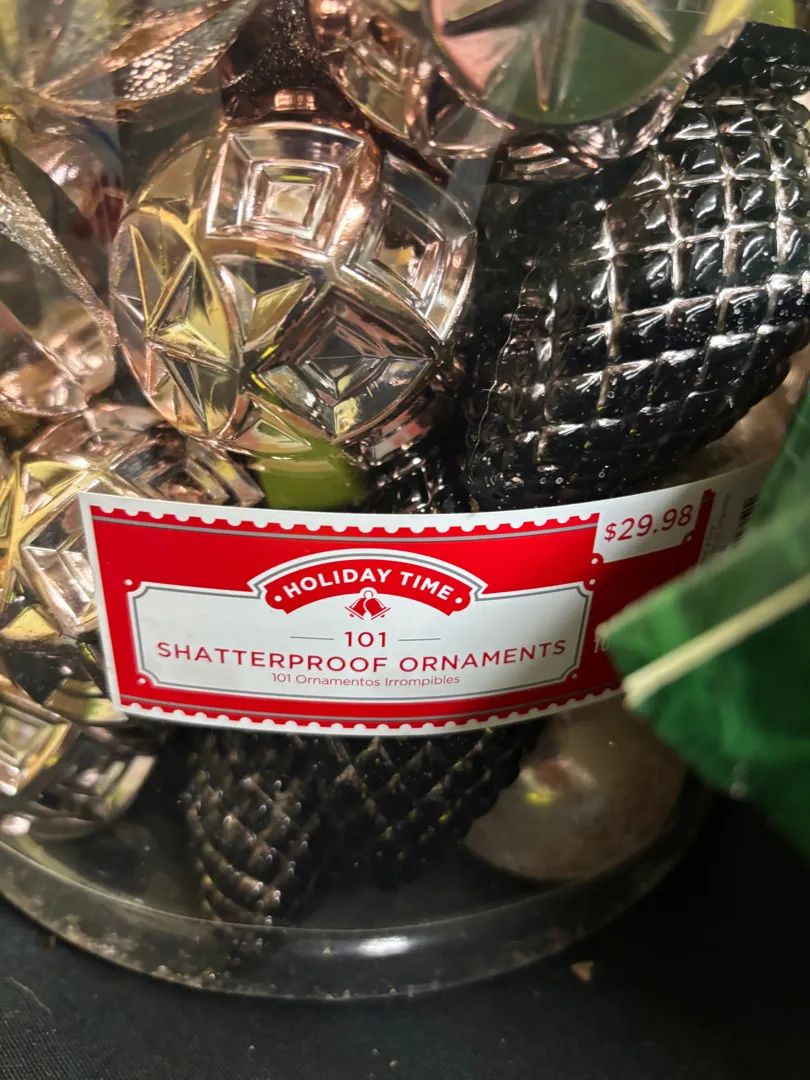 $29.98
HOLIDAY TIME
101
SHATTERPROOF ORNAMENTS
101 Ornamentos Irrompibles